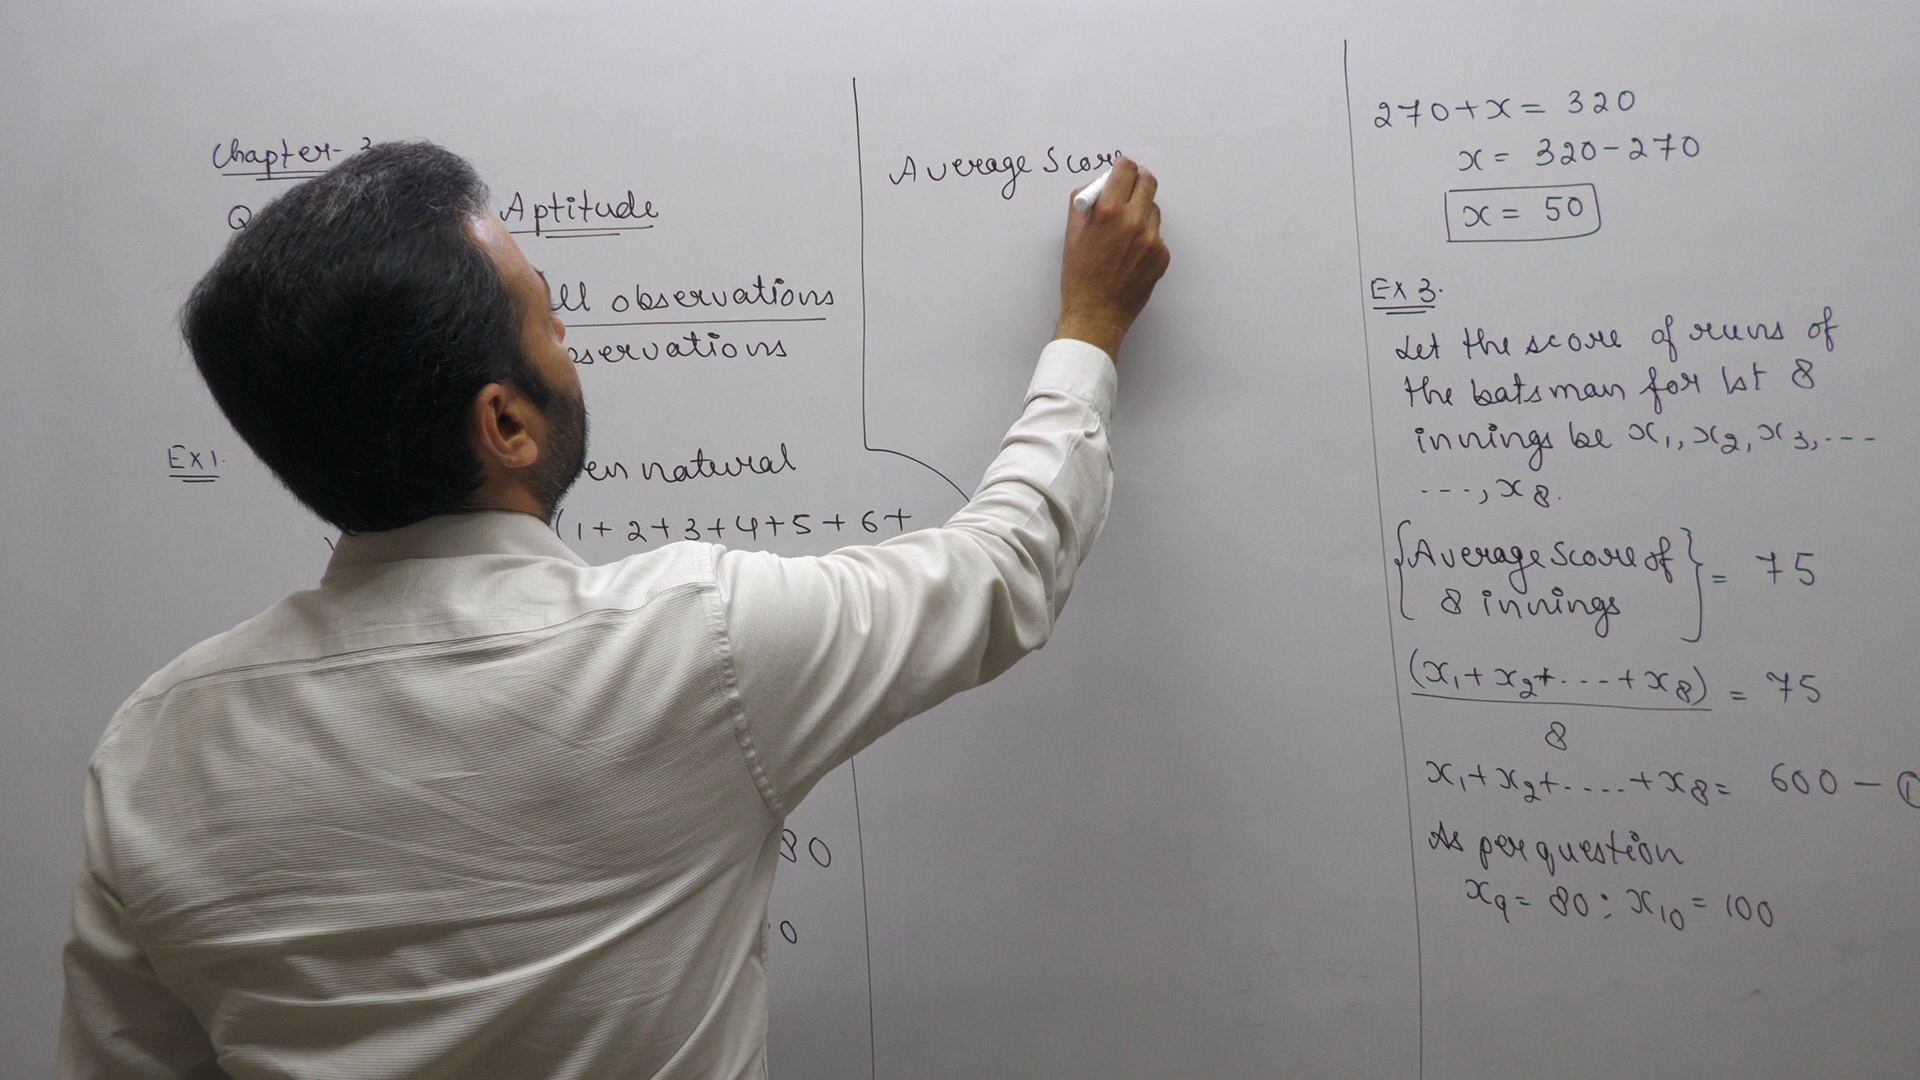 Chapter-
Aptitude
ll observations
servations
Ex1.
en natural
(1+2+3+4+5+6+
80
0
Average Score
270+x= 320
x= 320-270
x= 50
Ex 3.
Let the score of runs of
the batsman for 1st 8
innings be x₁, x₂, x₃, ---
---, x₈.
{Average score of
8 innings} = 75
(x₁+x₂+....+x₈) = 75
8
x₁+x₂+.....+x₈= 600 - ①
As per question
x₉= 80 : x₁₀= 100